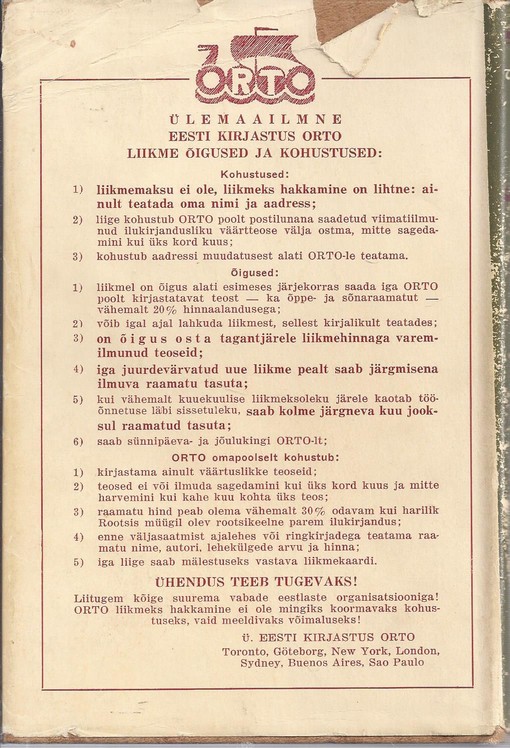 ORTO
ÜLEMAAILMNE
EESTI KIRJASTUS ORTO
LIIKME ÕIGUSED JA KOHUSTUSED:
Kohustused:
1) liikmemaksu ei ole, liikmeks hakkamine on lihtne: ai-
nult teatada oma nimi ja aadress;
2) liige kohustub ORTO poolt postilunana saadetud viimatiilmu-
nud ilukirjandusliku väärtteose välja ostma, mitte sageda-
mini kui üks kord kuus;
3) kohustub aadressi muudatusest alati ORTO-le teatama.
Õigused:
1) liikmel on õigus alati esimeses järjekorras saada iga ORTO
poolt kirjastatavat teost — ka õppe- ja sõnaraamatut —
vähemalt 20% hinnaalandusega;
2) võib igal ajal lahkuda liikmest, sellest kirjalikult teatades;
3) on õigus osta tagantjärele liikmehinnaga varem-
ilmunud teoseid;
4) iga juurdevärvatud uue liikme pealt saab järgmisena
ilmuva raamatu tasuta;
5) kui vähemalt kuuekuulise liikmeksoleku järele kaotab töö-
õnnetuse läbi sissetuleku, saab kolme järgneva kuu jook-
sul raamatud tasuta;
6) saab sünnipäeva- ja jõulukingi ORTO-lt;
ORTO omapoolselt kohustub:
1) kirjastama ainult väärtuslikke teoseid;
2) teosed ei või ilmuda sagedamini kui üks kord kuus ja mitte
harvemini kui kahe kuu kohta üks teos;
3) raamatu hind peab olema vähemalt 30% odavam kui harilik
Rootsis müügil olev rootsikeelne parem ilukirjandus;
4) enne väljasaatmist ajalehes või ringkirjadega teatama raa-
matu nime, autori, lehekülgede arvu ja hinna;
5) iga liige saab mälestuseks vastava liikmekaardi.
ÜHENDUS TEEB TUGEVAKS!
Liitugem kõige suurema vabade eestlaste organisatsiooniga!
ORTO liikmeks hakkamine ei ole mingiks koormavaks kohus-
tuseks, vaid meeldivaks võimaluseks!
Ü. EESTI KIRJASTUS ORTO
Toronto, Göteborg, New York, London,
Sydney, Buenos Aires, Sao Paulo